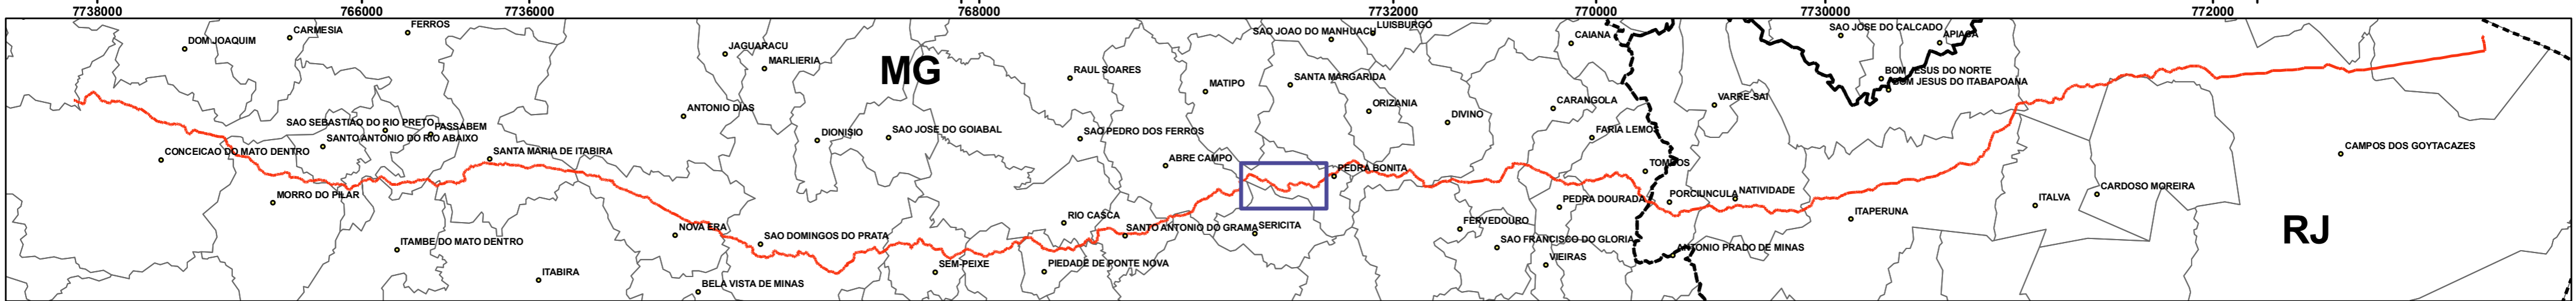 7738000 766000 7736000 768000 7732000 770000 7730000 772000
DOM JOAQUIM
CARMESIA
FERROS
JAGUARACU
MARLIERIA
MG
RAUL SOARES
MATIPO
SAO JOAO DO MANHUACU
LUISBURGO
SANTA MARGARIDA
ORIZANIA
CAIANA
SAO JOSE DO CALCADO
APIACA
BOM JESUS DO NORTE
BOM JESUS DO ITABAPOANA
VARRE-SAI
CARANGOLA
DIVINO
FARIA LEMOS
ANTONIO DIAS
DIONISIO
SAO JOSE DO GOIABAL
SAO PEDRO DOS FERROS
SAO SEBASTIAO DO RIO PRETO
PASSABEM
SANTO ANTONIO DO RIO ABAIXO
CONCEICAO DO MATO DENTRO
SANTA MARIA DE ITABIRA
ABRE CAMPO
PEDRA BONITA
TOMBOS
CAMPOS DOS GOYTACAZES
MORRO DO PILAR
PEDRA DOURADA
PORCIUNCULA
NATIVIDADE
ITAPERUNA
ITALVA
CARDOSO MOREIRA
RIO CASCA
SANTO ANTONIO DO GRAMA
SERICITA
FERVEDOURO
NOVA ERA
SAO DOMINGOS DO PRATA
ITAMBE DO MATO DENTRO
SAO FRANCISCO DO GLORIA
ANTONIO PRADO DE MINAS
RJ
ITABIRA
SEM-PEIXE
PIEDADE DE PONTE NOVA
VIEIRAS
BELA VISTA DE MINAS